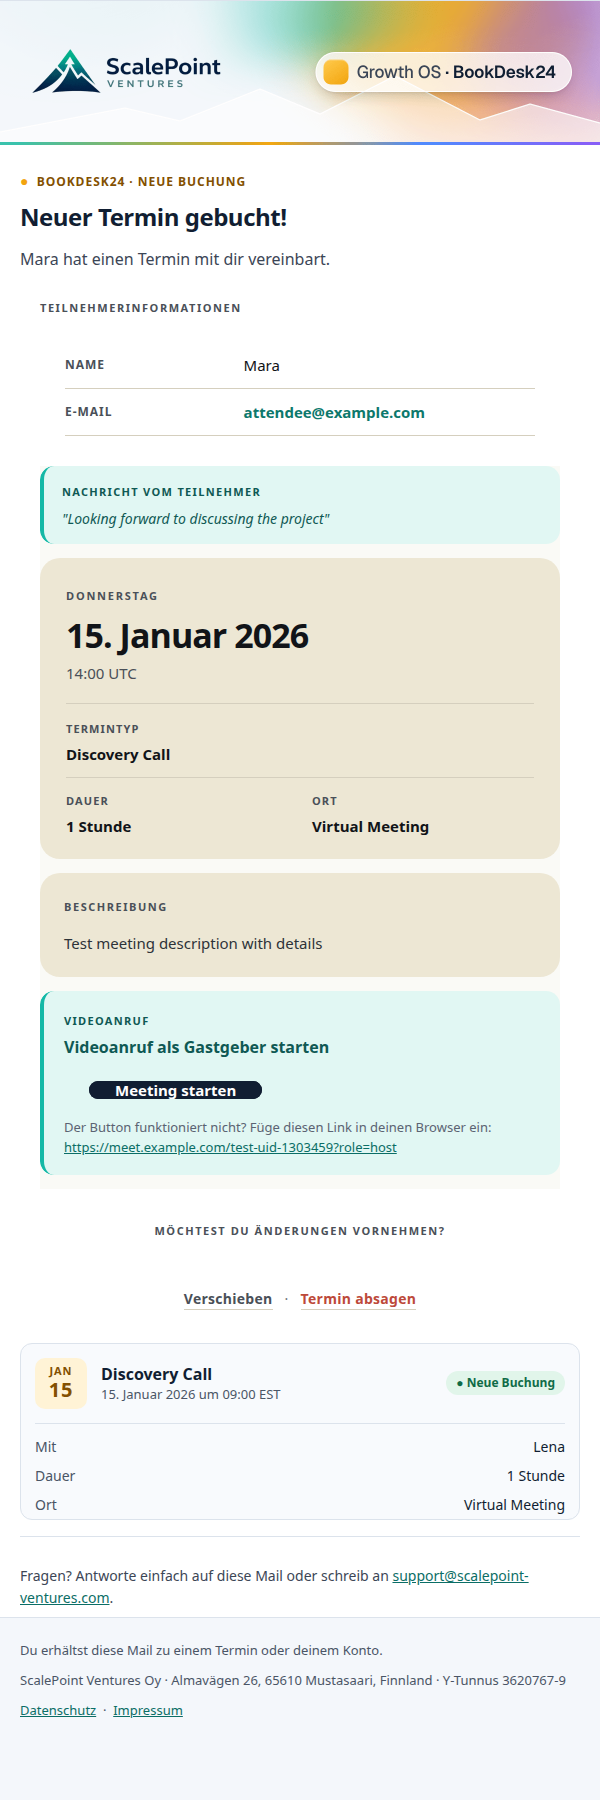 ScalePoint
VENTURES
Growth OS · BookDesk24
● BOOKDESK24 · NEUE BUCHUNG
Neuer Termin gebucht!
Mara hat einen Termin mit dir vereinbart.
TEILNEHMERINFORMATIONEN
NAME Mara
E-MAIL attendee@example.com
NACHRICHT VOM TEILNEHMER
"Looking forward to discussing the project"
DONNERSTAG
15. Januar 2026
14:00 UTC
TERMINTYP
Discovery Call
DAUER ORT
1 Stunde Virtual Meeting
BESCHREIBUNG
Test meeting description with details
VIDEOANRUF
Videoanruf als Gastgeber starten
Meeting starten
Der Button funktioniert nicht? Füge diesen Link in deinen Browser ein:
https://meet.example.com/test-uid-1303459?role=host
MÖCHTEST DU ÄNDERUNGEN VORNEHMEN?
Verschieben · Termin absagen
JAN
15
Discovery Call
15. Januar 2026 um 09:00 EST
● Neue Buchung
Mit Lena
Dauer 1 Stunde
Ort Virtual Meeting
Fragen? Antworte einfach auf diese Mail oder schreib an support@scalepoint-
ventures.com.
Du erhältst diese Mail zu einem Termin oder deinem Konto.
ScalePoint Ventures Oy · Almavägen 26, 65610 Mustasaari, Finnland · Y-Tunnus 3620767-9
Datenschutz · Impressum